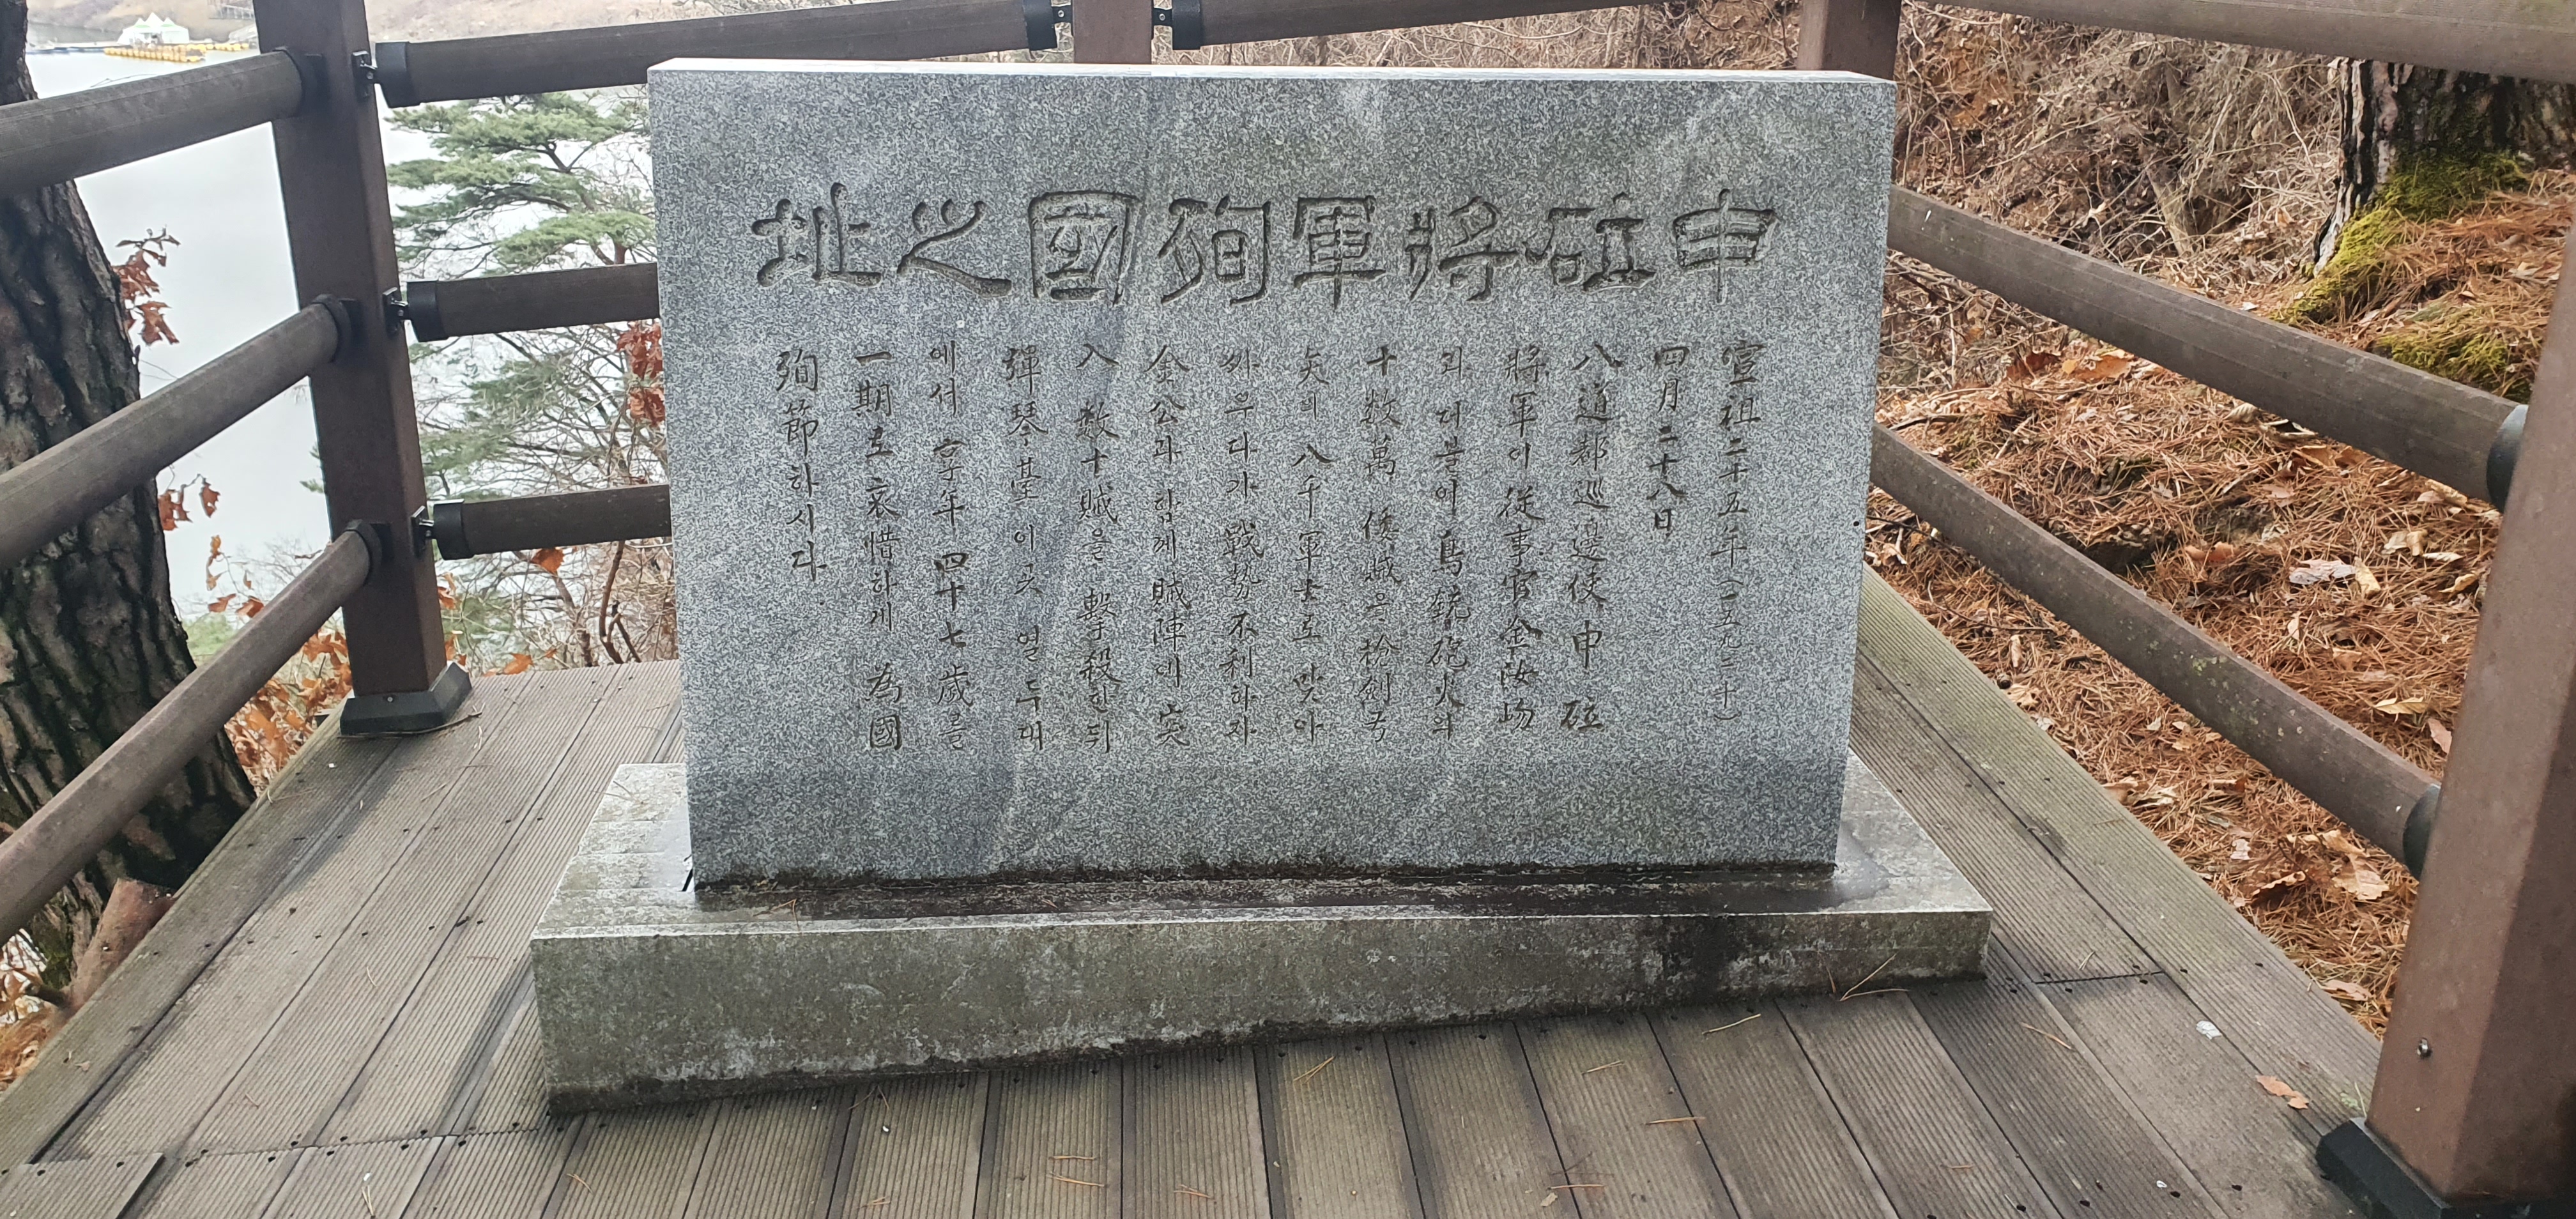 申砬將軍殉國之址
宣祖二十五年(一五九二年)
四月二十八日
八道都巡邊使 申砬
將軍이 從事官 金汝岉
과 더불어 鳥銃砲火의
十數萬 倭賊을 槍劍弓
矢의 八千軍士로 맞아
싸우다가 戰勢不利하자
金公과 함께 賊陣에 突
入 數十賊을 擊殺한뒤
彈琴臺 이곳 열두대
에서 享年 四十七歲를
一期로 哀惜하게 為國
殉節하시다.